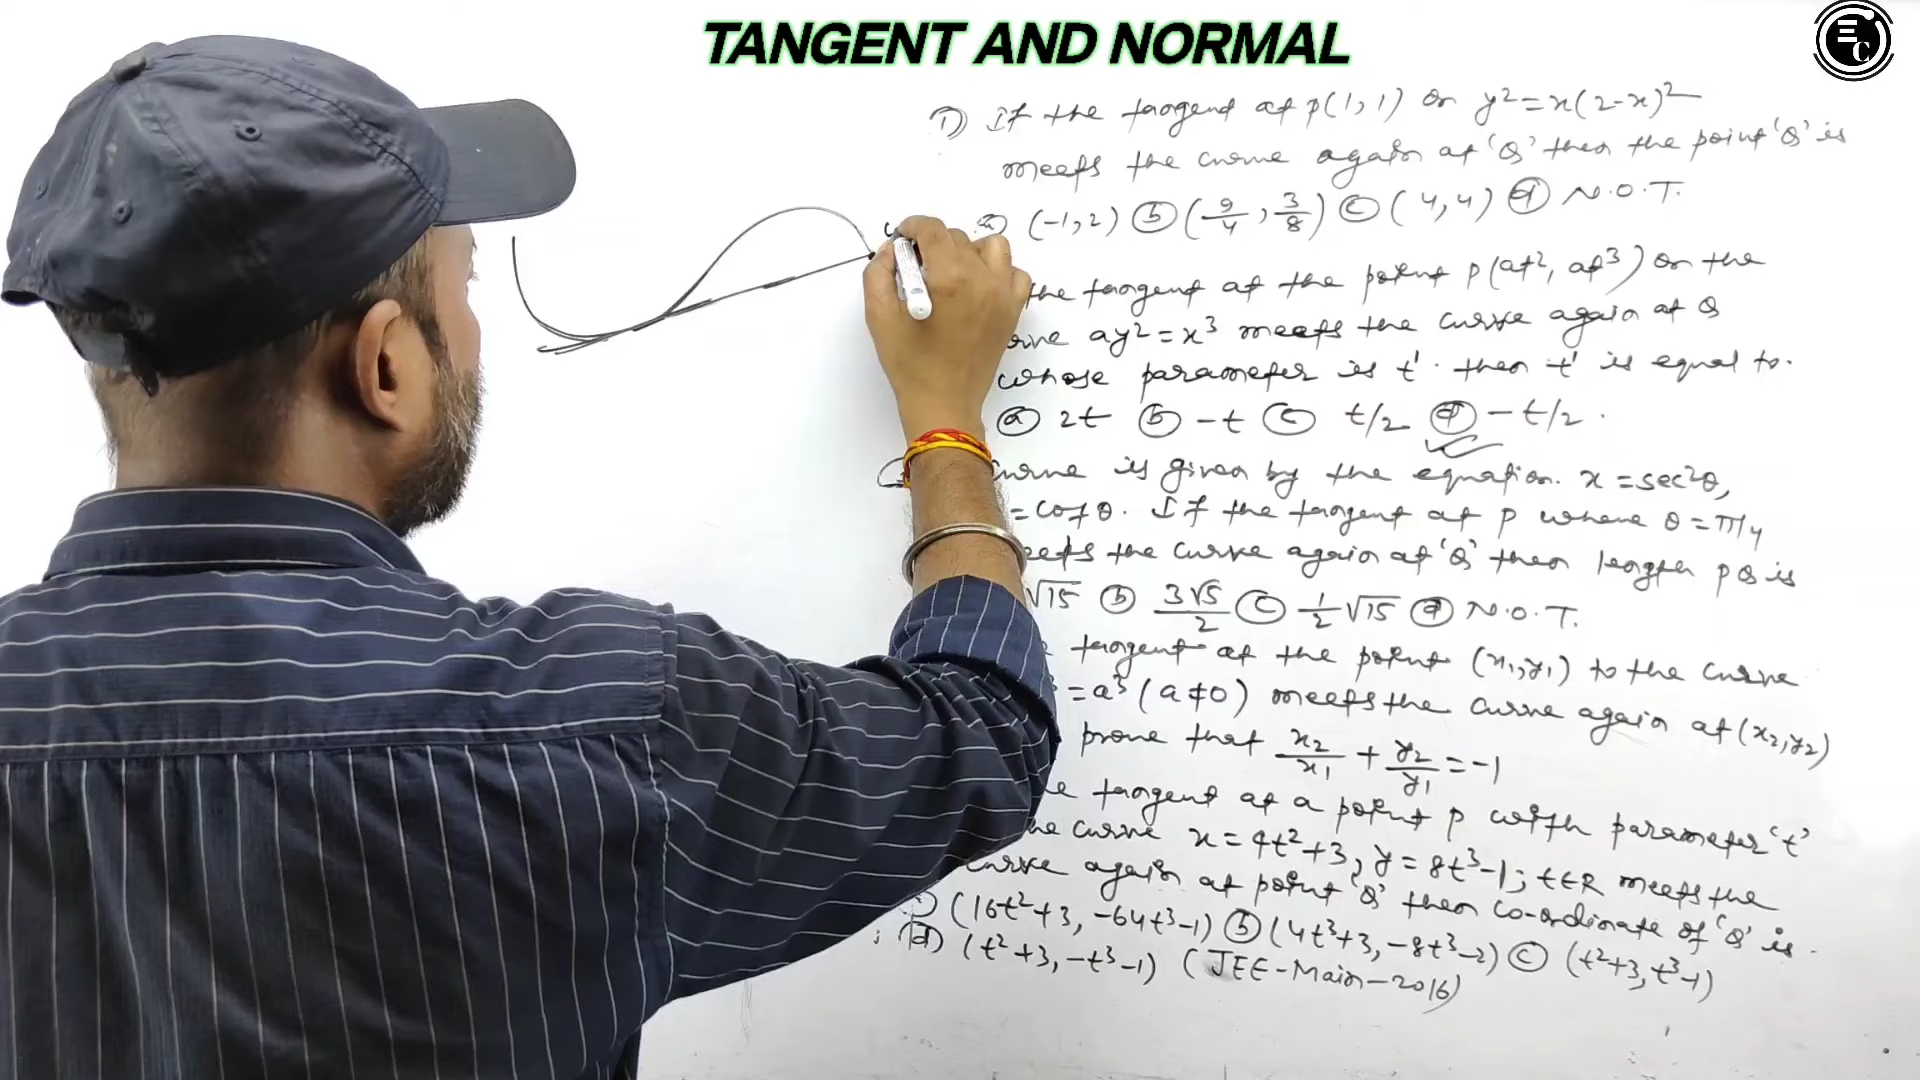 TANGENT AND NORMAL
C
1) If the tangent at P(1,1) on y²=x(2-x)²
meets the curve again at 'Q' then the point 'Q' is
(-1,2) (b) (9/4, 3/8) (c) (4,4) (d) N.O.T.
the tangent at the point P(at², at³) on the
ay²=x³ meets the curve again at Q
whose parameter is t'. then t' is equal to.
(a) 2t (b) -t (c) t/2 (d) -t/2.
curve is given by the equation. x=sec²θ,
=cotθ. If the tangent at P where θ=π/4
the curve again at 'Q' then length PQ is
√15 (b) 3√5/2 (c) 1/2 √15 (d) N.O.T.
tangent at the point (x₁,y₁) to the curve
=a³ (a≠0) meets the curve again at (x₂,y₂)
prove that x₂/x₁ + y₂/y₁ = -1
tangent at a point P with parameter 't'
curve x=4t²+3, y=8t³-1; t∈R meets the
curve again at point 'Q' then co-ordinate of 'Q' is.
(16t²+3, -64t³-1) (b) (4t³+3, -8t³-2) (c) (t²+3, t³-1)
(d) (t²+3, -t³-1) (JEE-Main-2016)